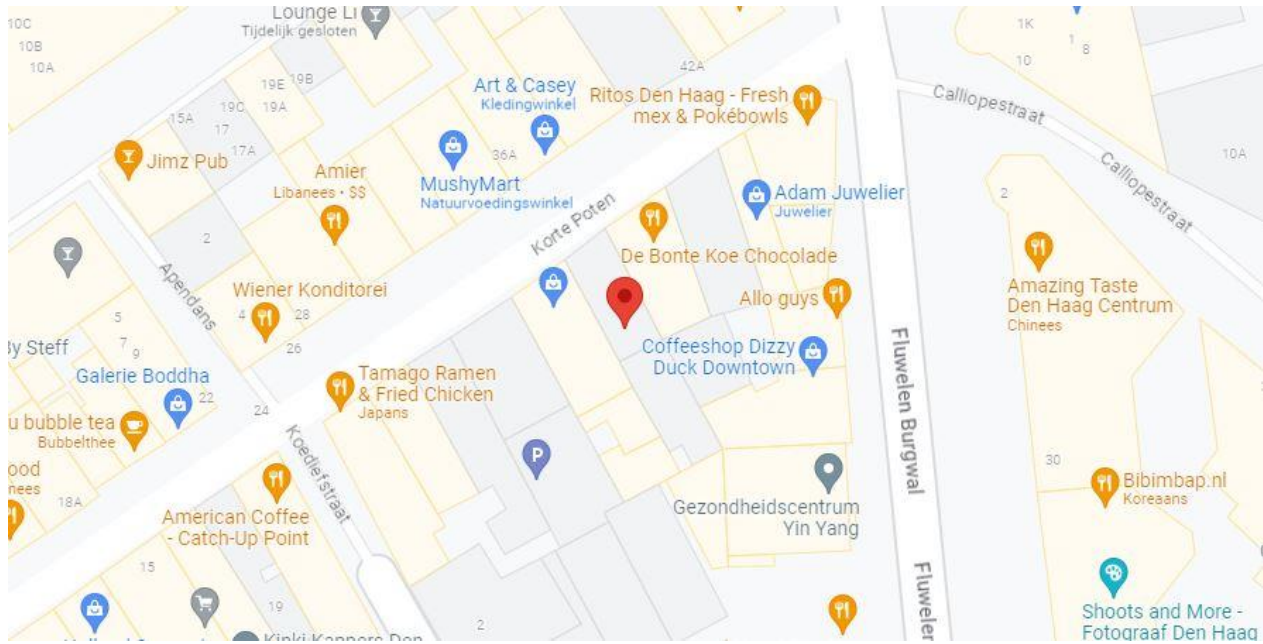 10C
Lounge Li
Tijdelijk gesloten
10B
10A
19E
19B
19C
19A
15A
17
17A
42A
1K
1
8
10
Calliopestraat
Art & Casey
Kledingwinkel
Ritos Den Haag - Fresh
mex & Pokébowls
Jimz Pub
Amier
Libanees • $$
36A
MushyMart
Natuurvoedingswinkel
Calliopestraat
10A
2
Adam Juwelier
Juwelier
2
Korte Poten
De Bonte Koe Chocolade
Apendans
Wiener Konditorei
4
28
26
Allo guys
Amazing Taste
Den Haag Centrum
Chinees
5
7
9
By Steff
Galerie Boddha
22
24
Coffeeshop Dizzy
Duck Downtown
Tamago Ramen
& Fried Chicken
Japans
u bubble tea
Bubbelthee
Fluwelen Burgwal
Koediefstraat
ood
nees
18A
P
30
Bibimbap.nl
Koreaans
American Coffee
- Catch-Up Point
Gezondheidscentrum
Yin Yang
15
19
2
Fluwelen
Shoots and More -
Fotograaf Den Haag
Kinki Kappers Den